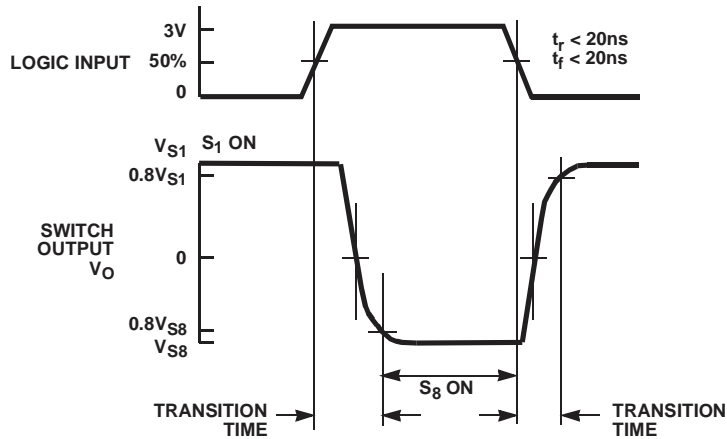 3V
LOGIC INPUT 50%
0
t_r < 20ns
t_f < 20ns
V_S1 S_1 ON
0.8V_S1
SWITCH
OUTPUT
V_O
0
0.8V_S8
V_S8
S_8 ON
TRANSITION
TIME
TRANSITION
TIME